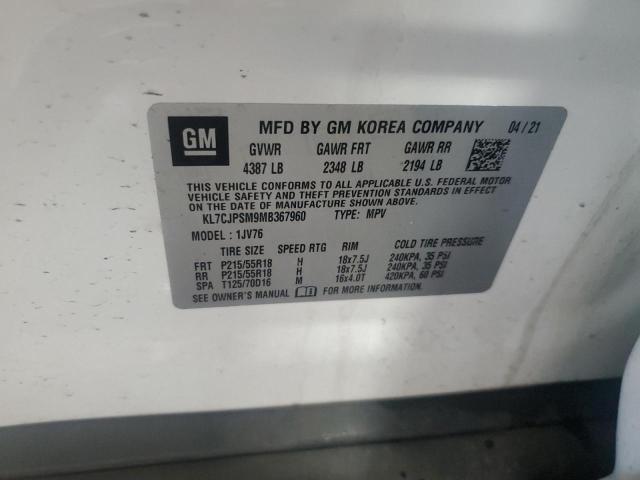 GM
MFD BY GM KOREA COMPANY 04/21
GVWR GAWR FRT GAWR RR
4387 LB 2348 LB 2194 LB
THIS VEHICLE CONFORMS TO ALL APPLICABLE U.S. FEDERAL MOTOR
VEHICLE SAFETY AND THEFT PREVENTION STANDARDS IN EFFECT
ON THE DATE OF MANUFACTURE SHOWN ABOVE.
KL7CJPSM9MB367960 TYPE: MPV
MODEL: 1JV76
TIRE SIZE SPEED RTG RIM COLD TIRE PRESSURE
FRT P215/55R18 H 18x7.5J 240KPA, 35 PSI
RR P215/55R18 H 18x7.5J 240KPA, 35 PSI
SPA T125/70D16 M 16x4.0T 420KPA, 60 PSI
SEE OWNER'S MANUAL FOR MORE INFORMATION.